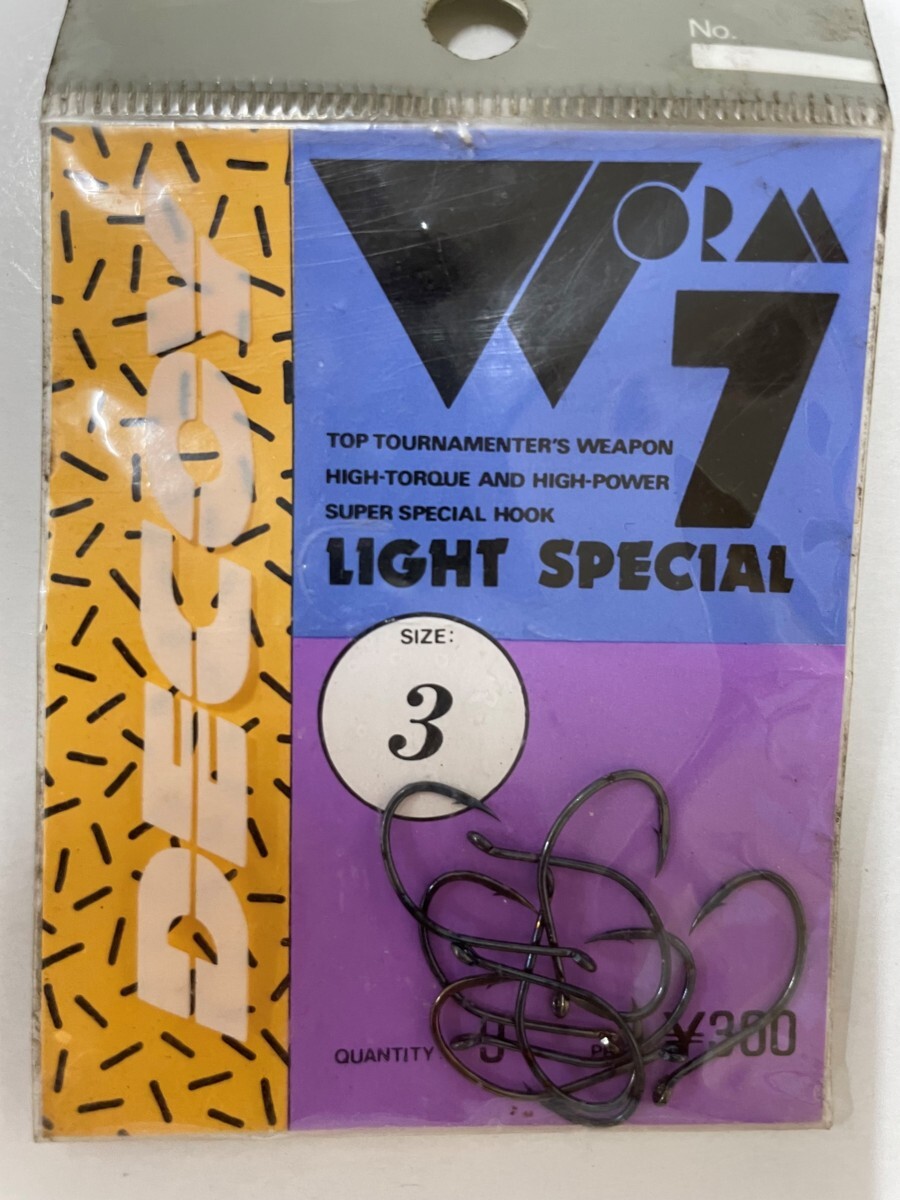 No.
DECOY
WORM
7
TOP TOURNAMENTER'S WEAPON
HIGH-TORQUE AND HIGH-POWER
SUPER SPECIAL HOOK
LIGHT SPECIAL
SIZE:
3
QUANTITY
¥300